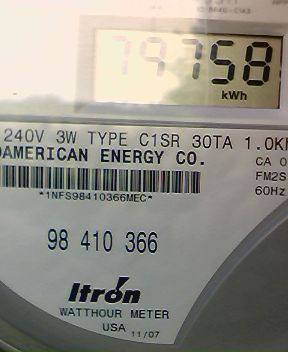 79758
kWh
240V 3W TYPE C1SR 30TA 1.0K
DAMERICAN ENERGY CO.
CA 0
FM2S
60Hz
*1NFS98410366MEC*
98 410 366
Itron
WATTHOUR METER
USA 11/07